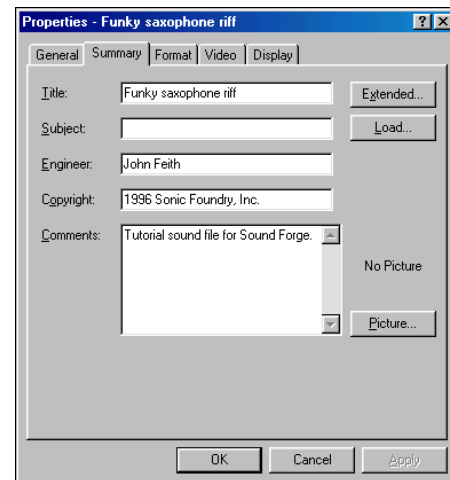 Properties - Funky saxophone riff
General Summary Format Video Display
Title: Funky saxophone riff Extended...
Subject: Load...
Engineer: John Feith
Copyright: 1996 Sonic Foundry, Inc.
Comments: Tutorial sound file for Sound Forge.
No Picture
Picture...
OK Cancel Apply